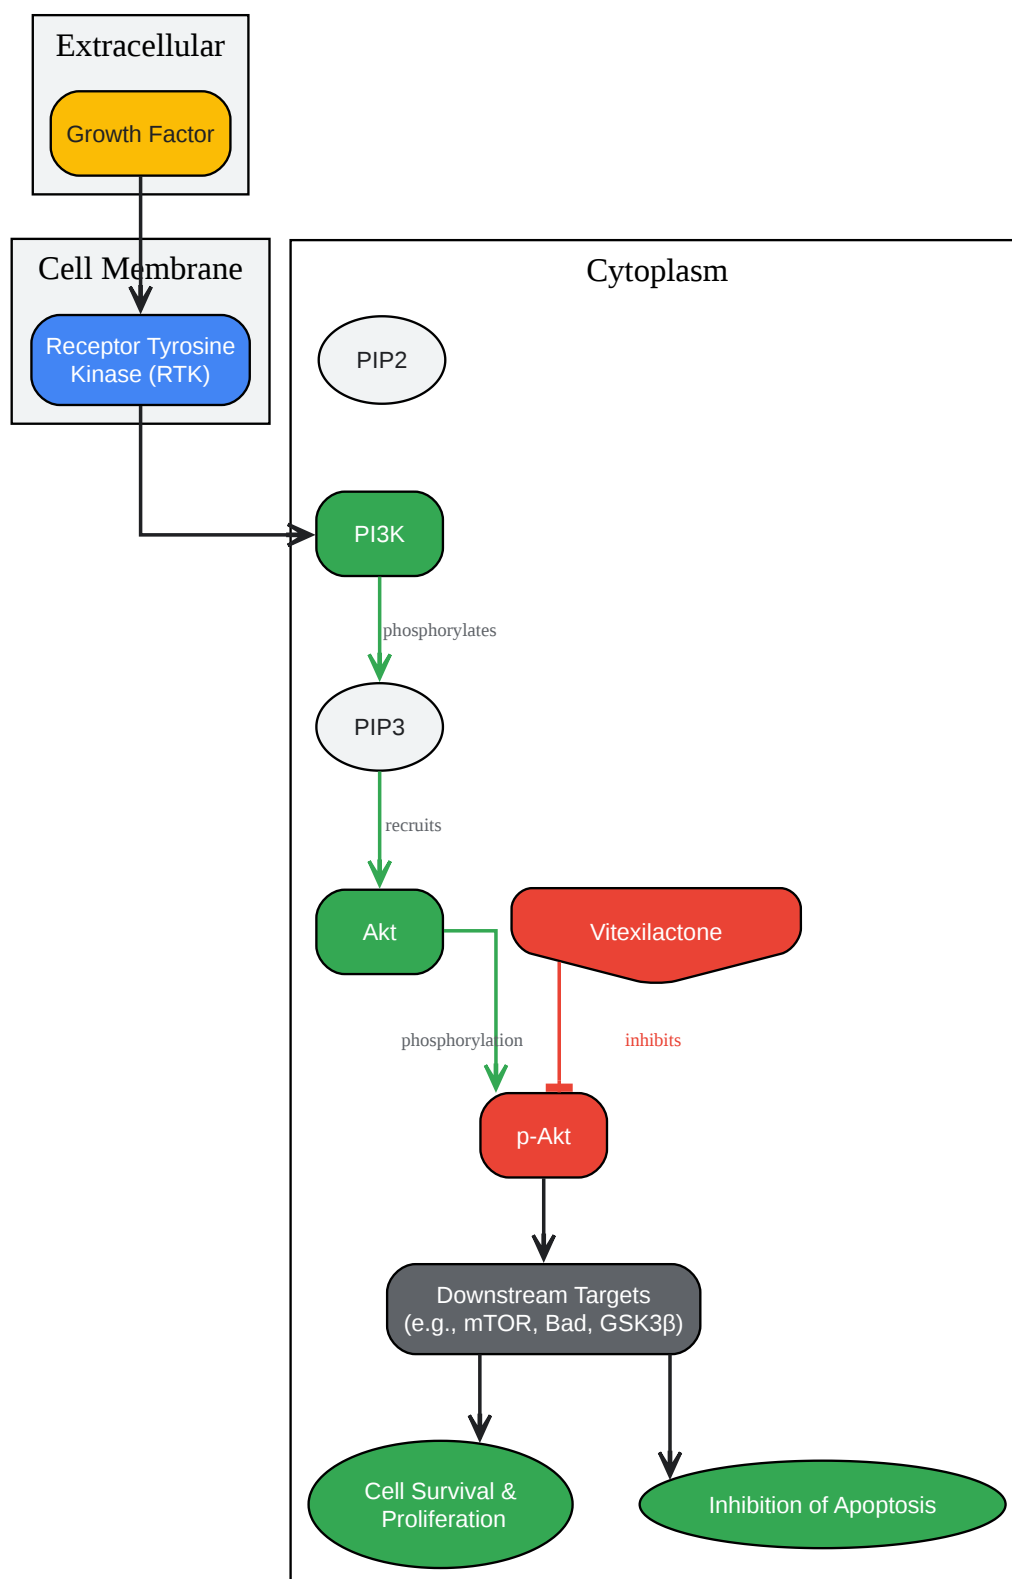 Extracellular
Growth Factor
Cell Membrane
Receptor Tyrosine
Kinase (RTK)
Cytoplasm
PIP2
PI3K
phosphorylates
PIP3
recruits
Akt
Vitexilactone
phosphorylation
inhibits
p-Akt
Downstream Targets
(e.g., mTOR, Bad, GSK3β)
Cell Survival &
Proliferation
Inhibition of Apoptosis